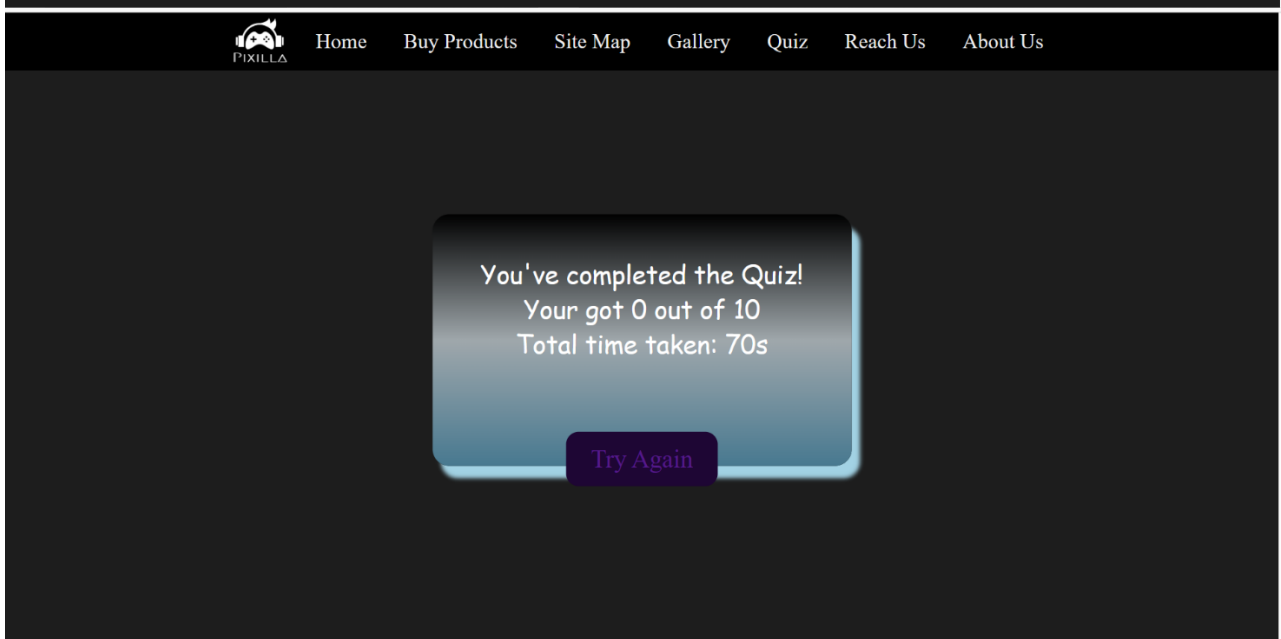 PIXILLA
Home Buy Products Site Map Gallery Quiz Reach Us About Us
You've completed the Quiz!
Your got 0 out of 10
Total time taken: 70s
Try Again